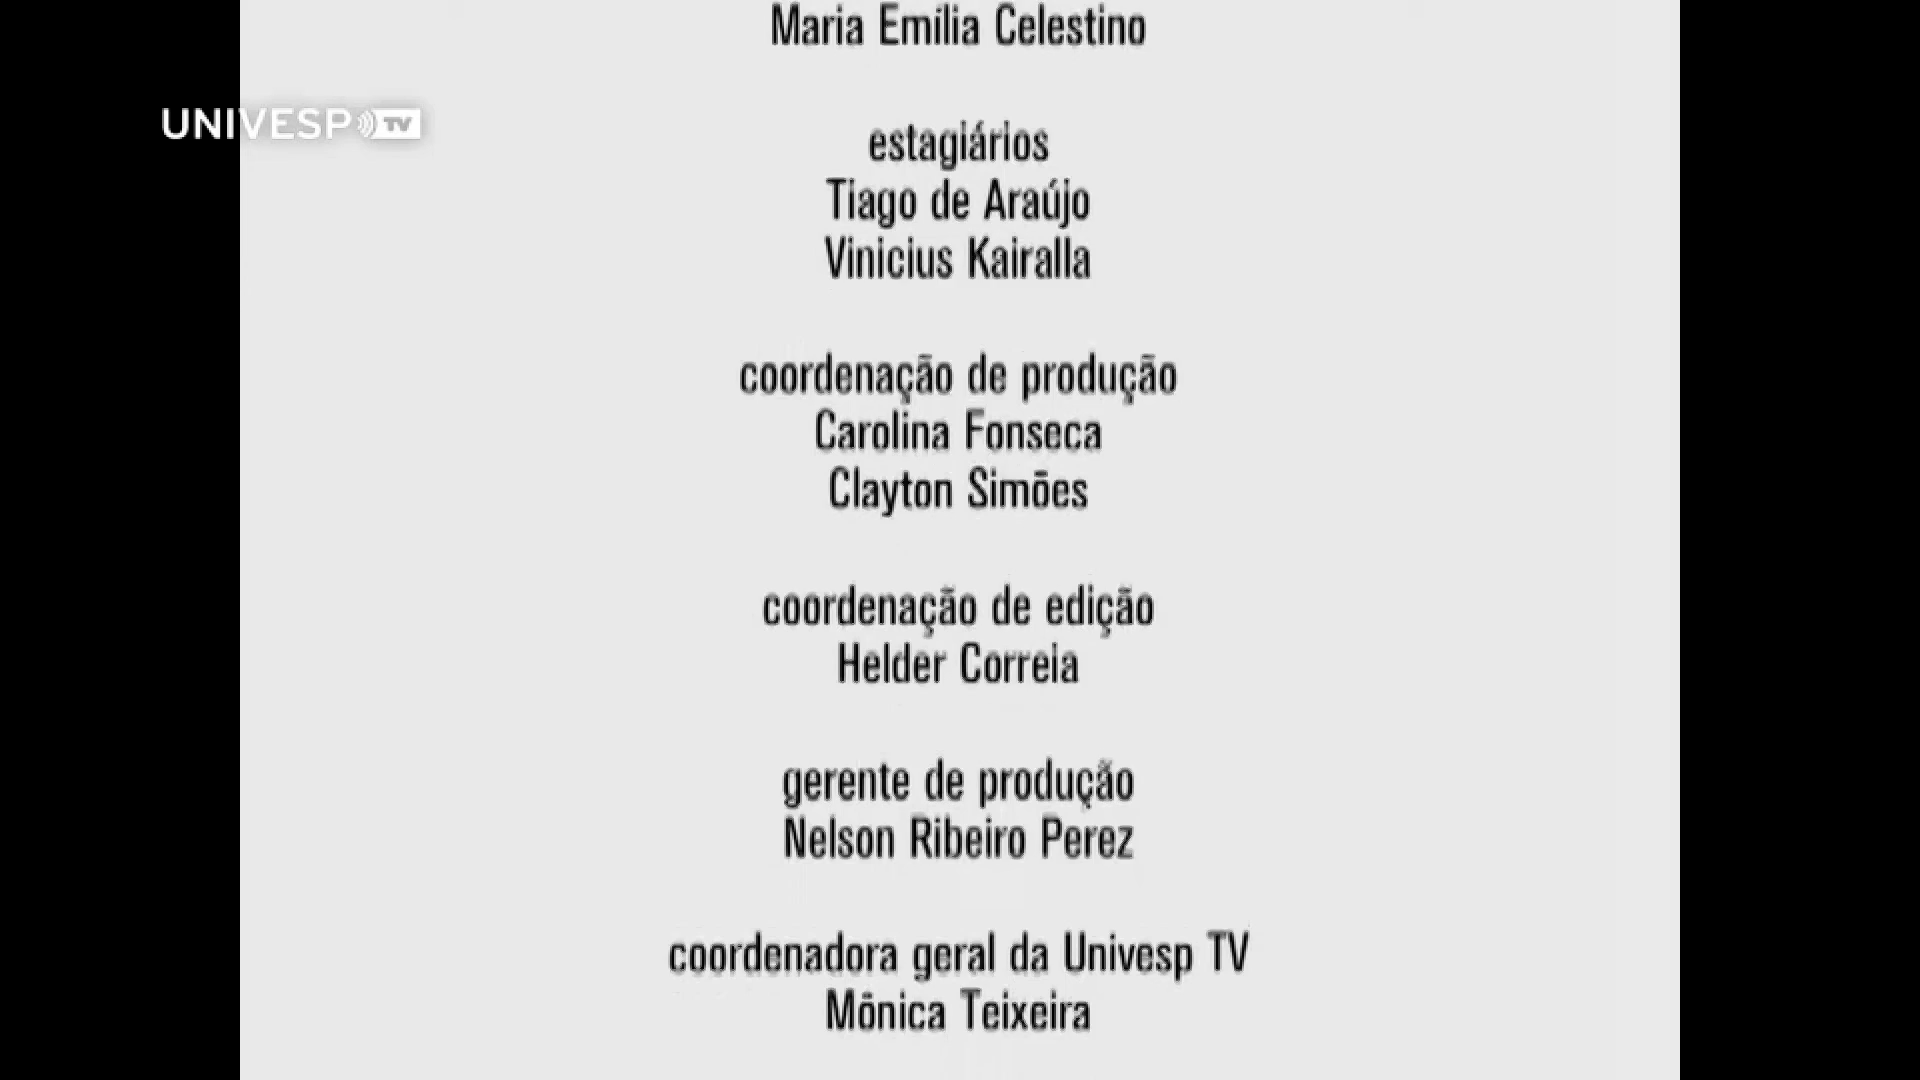 Maria Emília Celestino
UNIVESP TV
estagiários
Tiago de Araújo
Vinicius Kairalla
coordenação de produção
Carolina Fonseca
Clayton Simões
coordenação de edição
Helder Correia
gerente de produção
Nelson Ribeiro Perez
coordenadora geral da Univesp TV
Mônica Teixeira